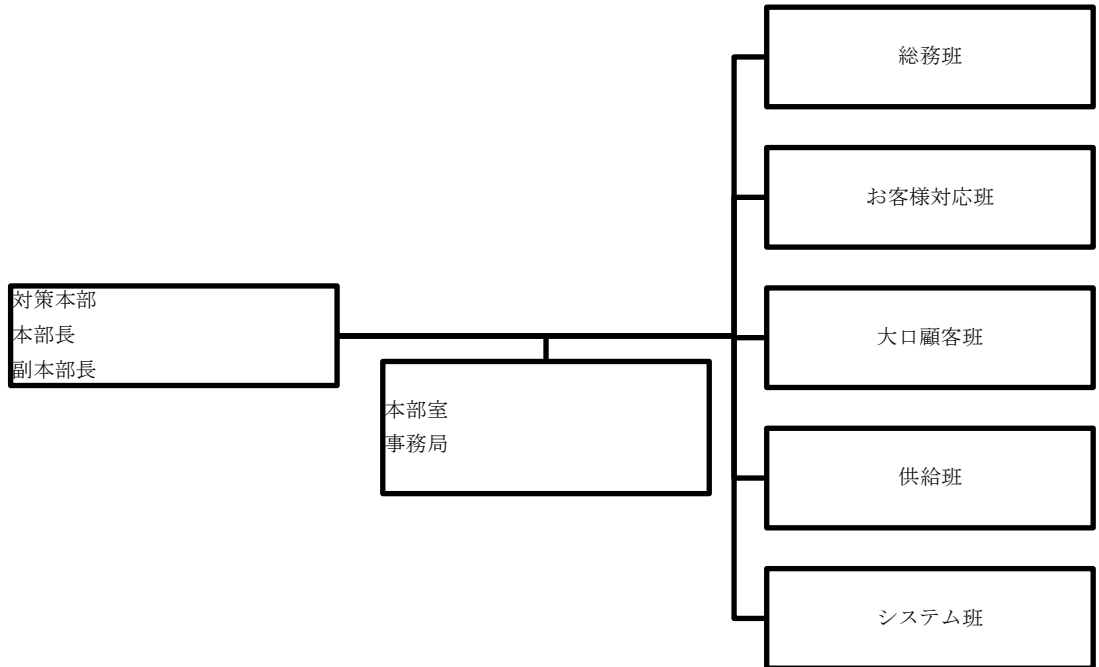 対策本部
本部長
副本部長
本部室
事務局
総務班
お客様対応班
大口顧客班
供給班
システム班